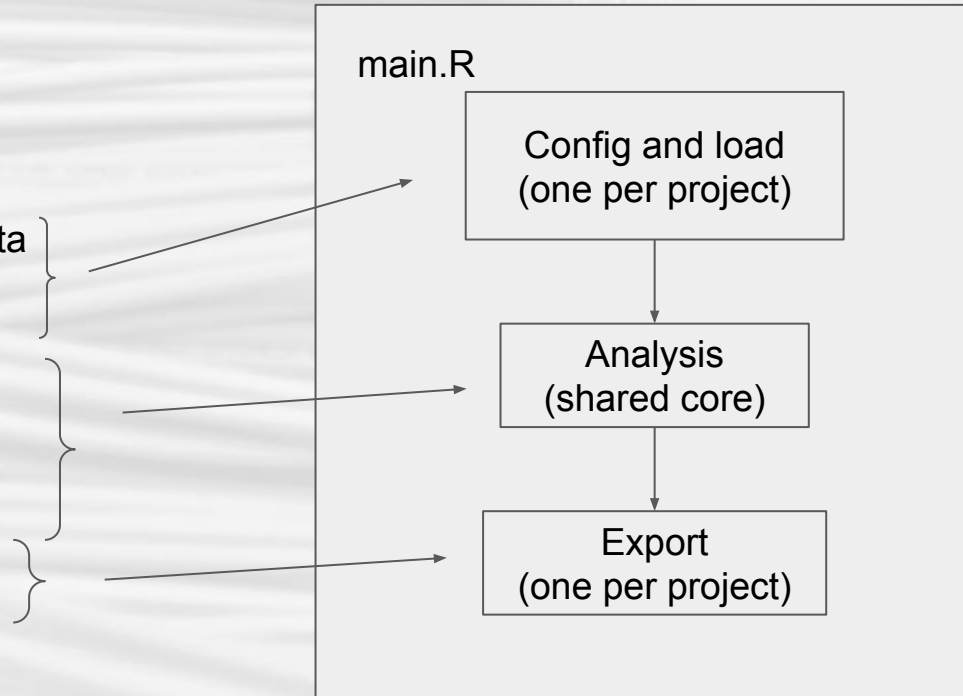 main.R
Config and load
(one per project)
ta
Analysis
(shared core)
Export
(one per project)